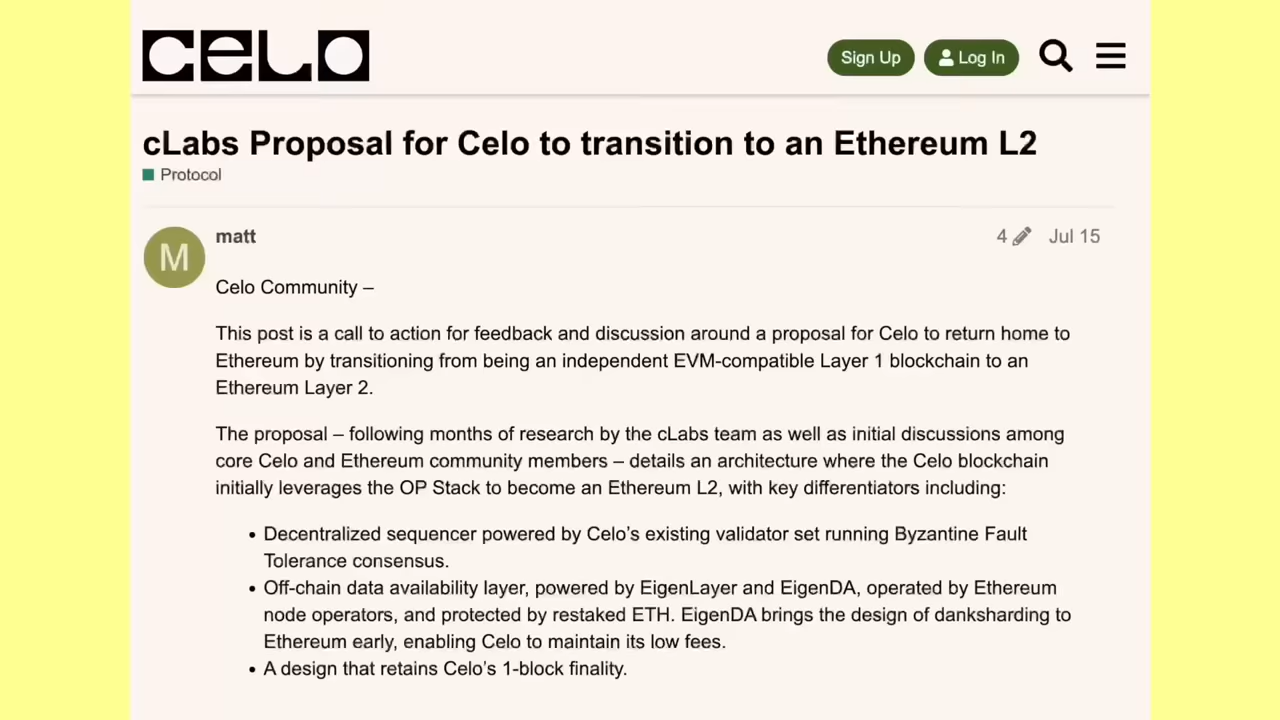 CELO
Sign Up
Log In
cLabs Proposal for Celo to transition to an Ethereum L2
Protocol
M
matt
4
Jul 15
Celo Community –
This post is a call to action for feedback and discussion around a proposal for Celo to return home to
Ethereum by transitioning from being an independent EVM-compatible Layer 1 blockchain to an
Ethereum Layer 2.
The proposal – following months of research by the cLabs team as well as initial discussions among
core Celo and Ethereum community members – details an architecture where the Celo blockchain
initially leverages the OP Stack to become an Ethereum L2, with key differentiators including:
• Decentralized sequencer powered by Celo’s existing validator set running Byzantine Fault
Tolerance consensus.
• Off-chain data availability layer, powered by EigenLayer and EigenDA, operated by Ethereum
node operators, and protected by restaked ETH. EigenDA brings the design of danksharding to
Ethereum early, enabling Celo to maintain its low fees.
• A design that retains Celo’s 1-block finality.